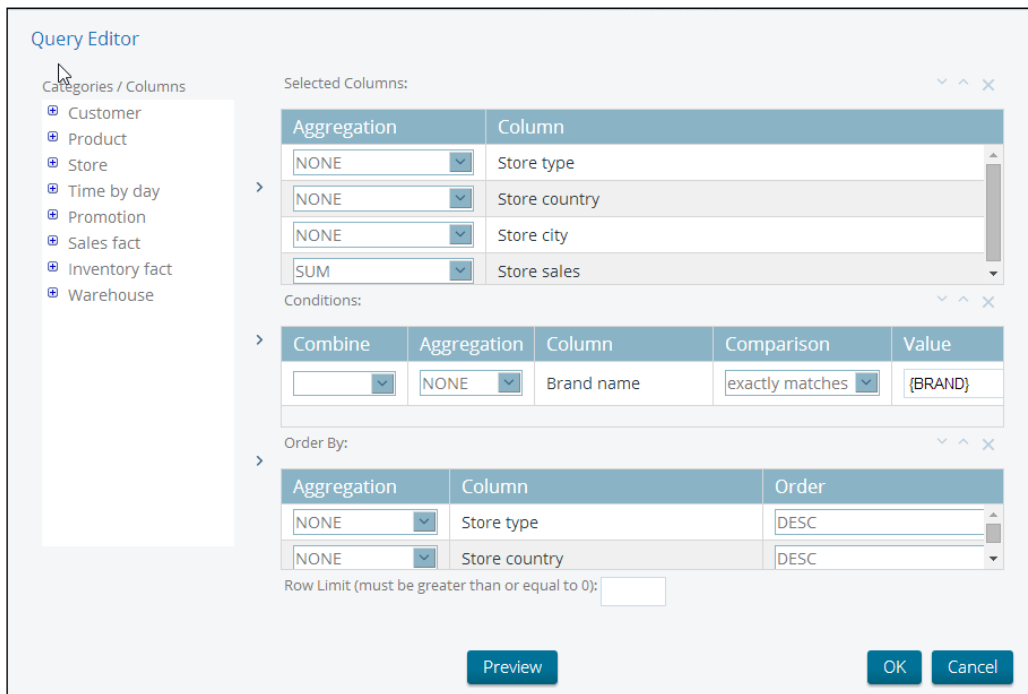 Query Editor
Categories / Columns
Customer
Product
Store
Time by day
Promotion
Sales fact
Inventory fact
Warehouse
Selected Columns:
Aggregation Column
NONE Store type
NONE Store country
NONE Store city
SUM Store sales
Conditions:
Combine Aggregation Column Comparison Value
NONE Brand name exactly matches {BRAND}
Order By:
Aggregation Column Order
NONE Store type DESC
NONE Store country DESC
Row Limit (must be greater than or equal to 0):
Preview OK Cancel